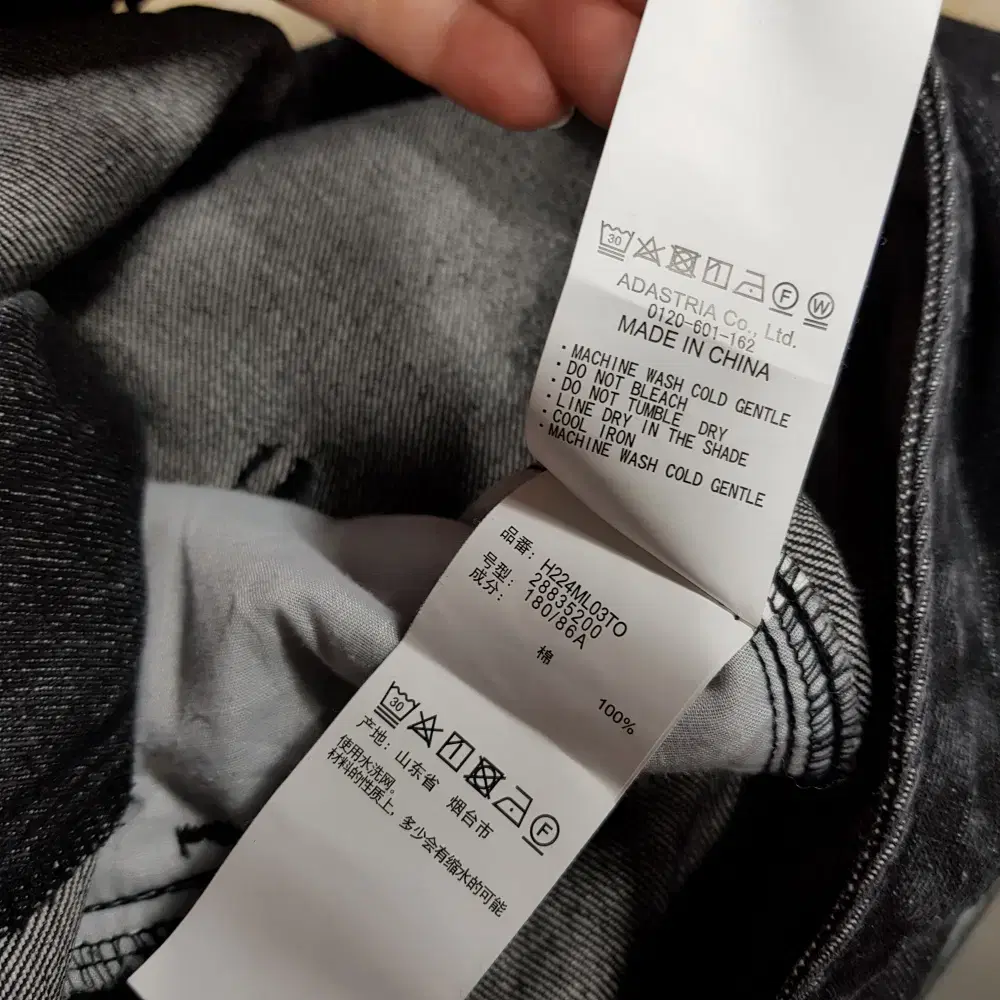 30 F W
ADASTRIA Co., Ltd.
0120-601-162
MADE IN CHINA
・MACHINE WASH COLD GENTLE
・DO NOT BLEACH
・DO NOT TUMBLE DRY
・LINE DRY IN THE SHADE
・COOL IRON
・MACHINE WASH COLD GENTLE
品番: H224ML03TO
28835200
号型: 180/86A
成分:
棉 100%
30 F
产地: 山东省 烟台市
使用水洗网。
材料的性质上, 多少会有缩水的可能